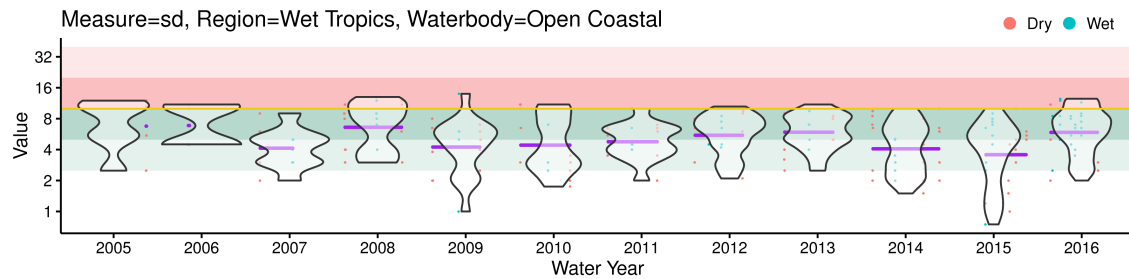 Measure=sd, Region=Wet Tropics, Waterbody=Open Coastal
Dry Wet
Value
32
16
8
4
2
1
2005 2006 2007 2008 2009 2010 2011 2012 2013 2014 2015 2016
Water Year